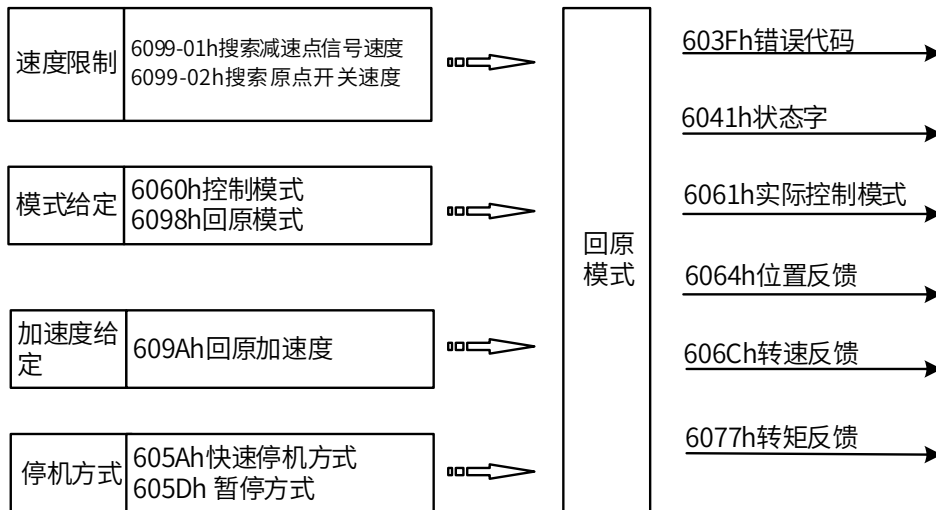 速度限制
6099-01h搜索减速点信号速度
6099-02h搜索原点开关速度
模式给定
6060h控制模式
6098h回原模式
加速度给
定
609Ah回原加速度
停机方式
605Ah快速停机方式
605Dh 暂停方式
回原
模式
603Fh错误代码
6041h状态字
6061h实际控制模式
6064h位置反馈
606Ch转速反馈
6077h转矩反馈